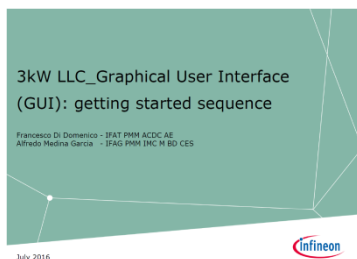 3kW LLC_Graphical User Interface
(GUI): getting started sequence
Francesco Di Domenico - IFAT PMM ACDC AE
Alfredo Medina Garcia - IFAG PMM IMC M BD CES
infineon
July 2016